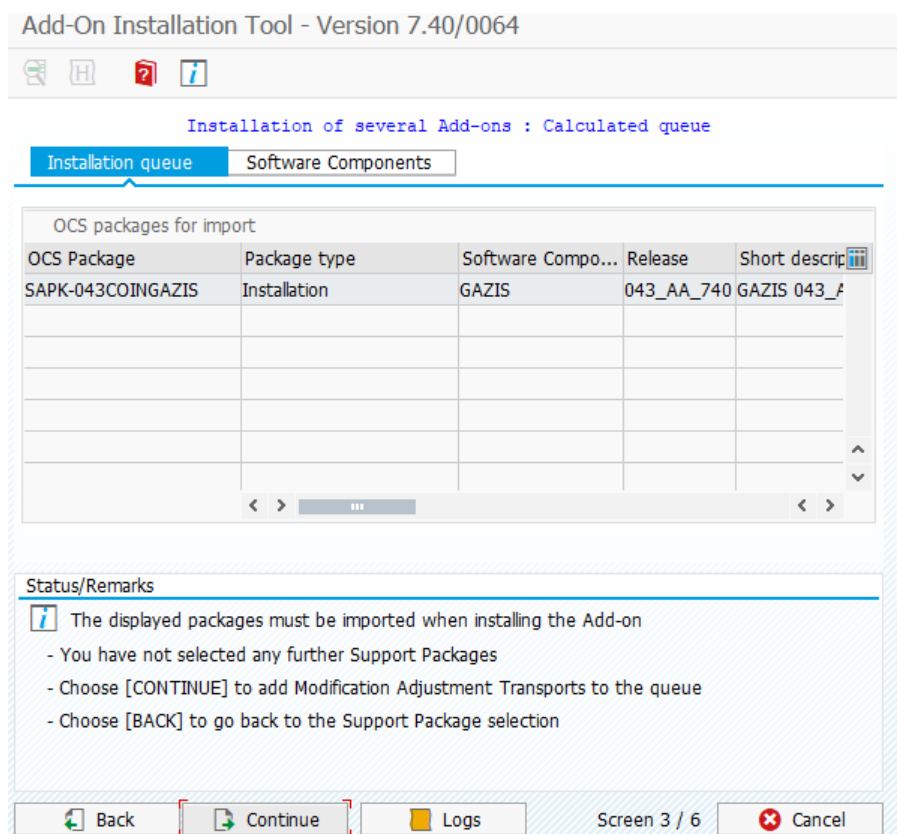 Add-On Installation Tool - Version 7.40/0064
Installation of several Add-ons : Calculated queue
Installation queue Software Components
OCS packages for import
OCS Package Package type Software Compo... Release Short descrip
SAPK-043COINGAZIS Installation GAZIS 043_AA_740 GAZIS 043_A
Status/Remarks
The displayed packages must be imported when installing the Add-on
- You have not selected any further Support Packages
- Choose [CONTINUE] to add Modification Adjustment Transports to the queue
- Choose [BACK] to go back to the Support Package selection
Back Continue Logs Screen 3 / 6 Cancel